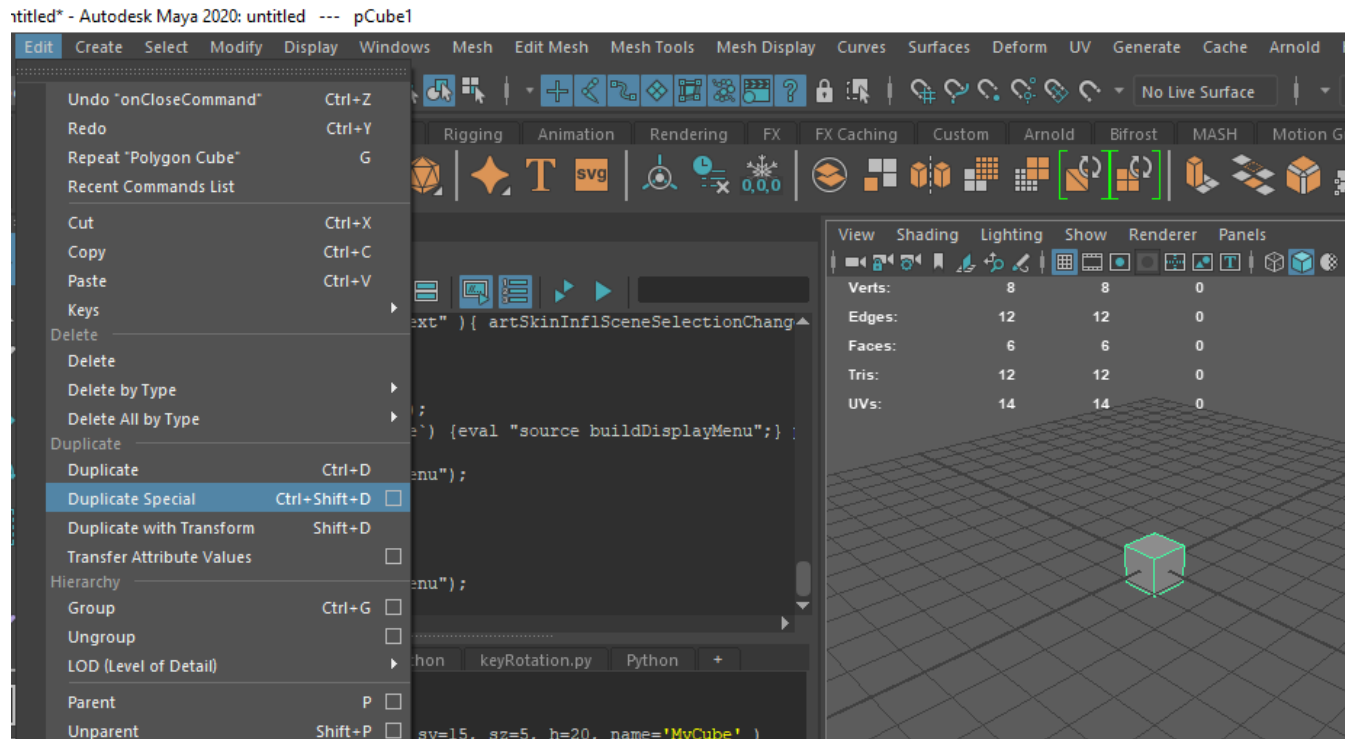 ntitled* - Autodesk Maya 2020: untitled --- pCube1
Edit Create Select Modify Display Windows Mesh Edit Mesh Mesh Tools Mesh Display Curves Surfaces Deform UV Generate Cache Arnold
No Live Surface
Rigging Animation Rendering FX FX Caching Custom Arnold Bifrost MASH Motion G
T svg 0,0,0
Undo "onCloseCommand" Ctrl+Z
Redo Ctrl+Y
Repeat "Polygon Cube" G
Recent Commands List
Cut Ctrl+X
Copy Ctrl+C
Paste Ctrl+V
Keys
Delete
Delete
Delete by Type
Delete All by Type
Duplicate
Duplicate Ctrl+D
Duplicate Special Ctrl+Shift+D
Duplicate with Transform Shift+D
Transfer Attribute Values
Hierarchy
Group Ctrl+G
Ungroup
LOD (Level of Detail)
Parent P
Unparent Shift+P
ext" ){ artSkinInflSceneSelectionChang
);
e`) {eval "source buildDisplayMenu";}
enu");
enu");
thon keyRotation.py Python +
sy=15, sz=5, h=20, name='MyCube' )
View Shading Lighting Show Renderer Panels
Verts: 8 8 0
Edges: 12 12 0
Faces: 6 6 0
Tris: 12 12 0
UVs: 14 14 0